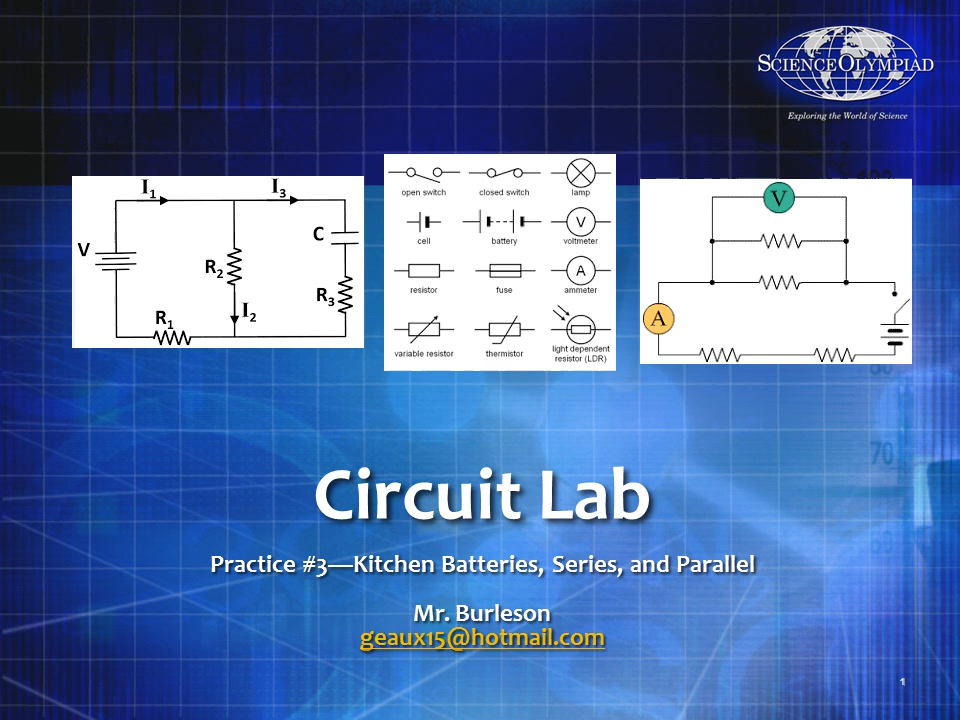 SCIENCEOLYMPIAD
Exploring the World of Science
I1 I3
V
C
R2
R3
I2
R1
open switch closed switch lamp
V
cell battery voltmeter
A
resistor fuse ammeter
variable resistor thermistor light dependent
resistor (LDR)
V
A
70
Circuit Lab
Practice #3—Kitchen Batteries, Series, and Parallel
Mr. Burleson
geaux15@hotmail.com
1